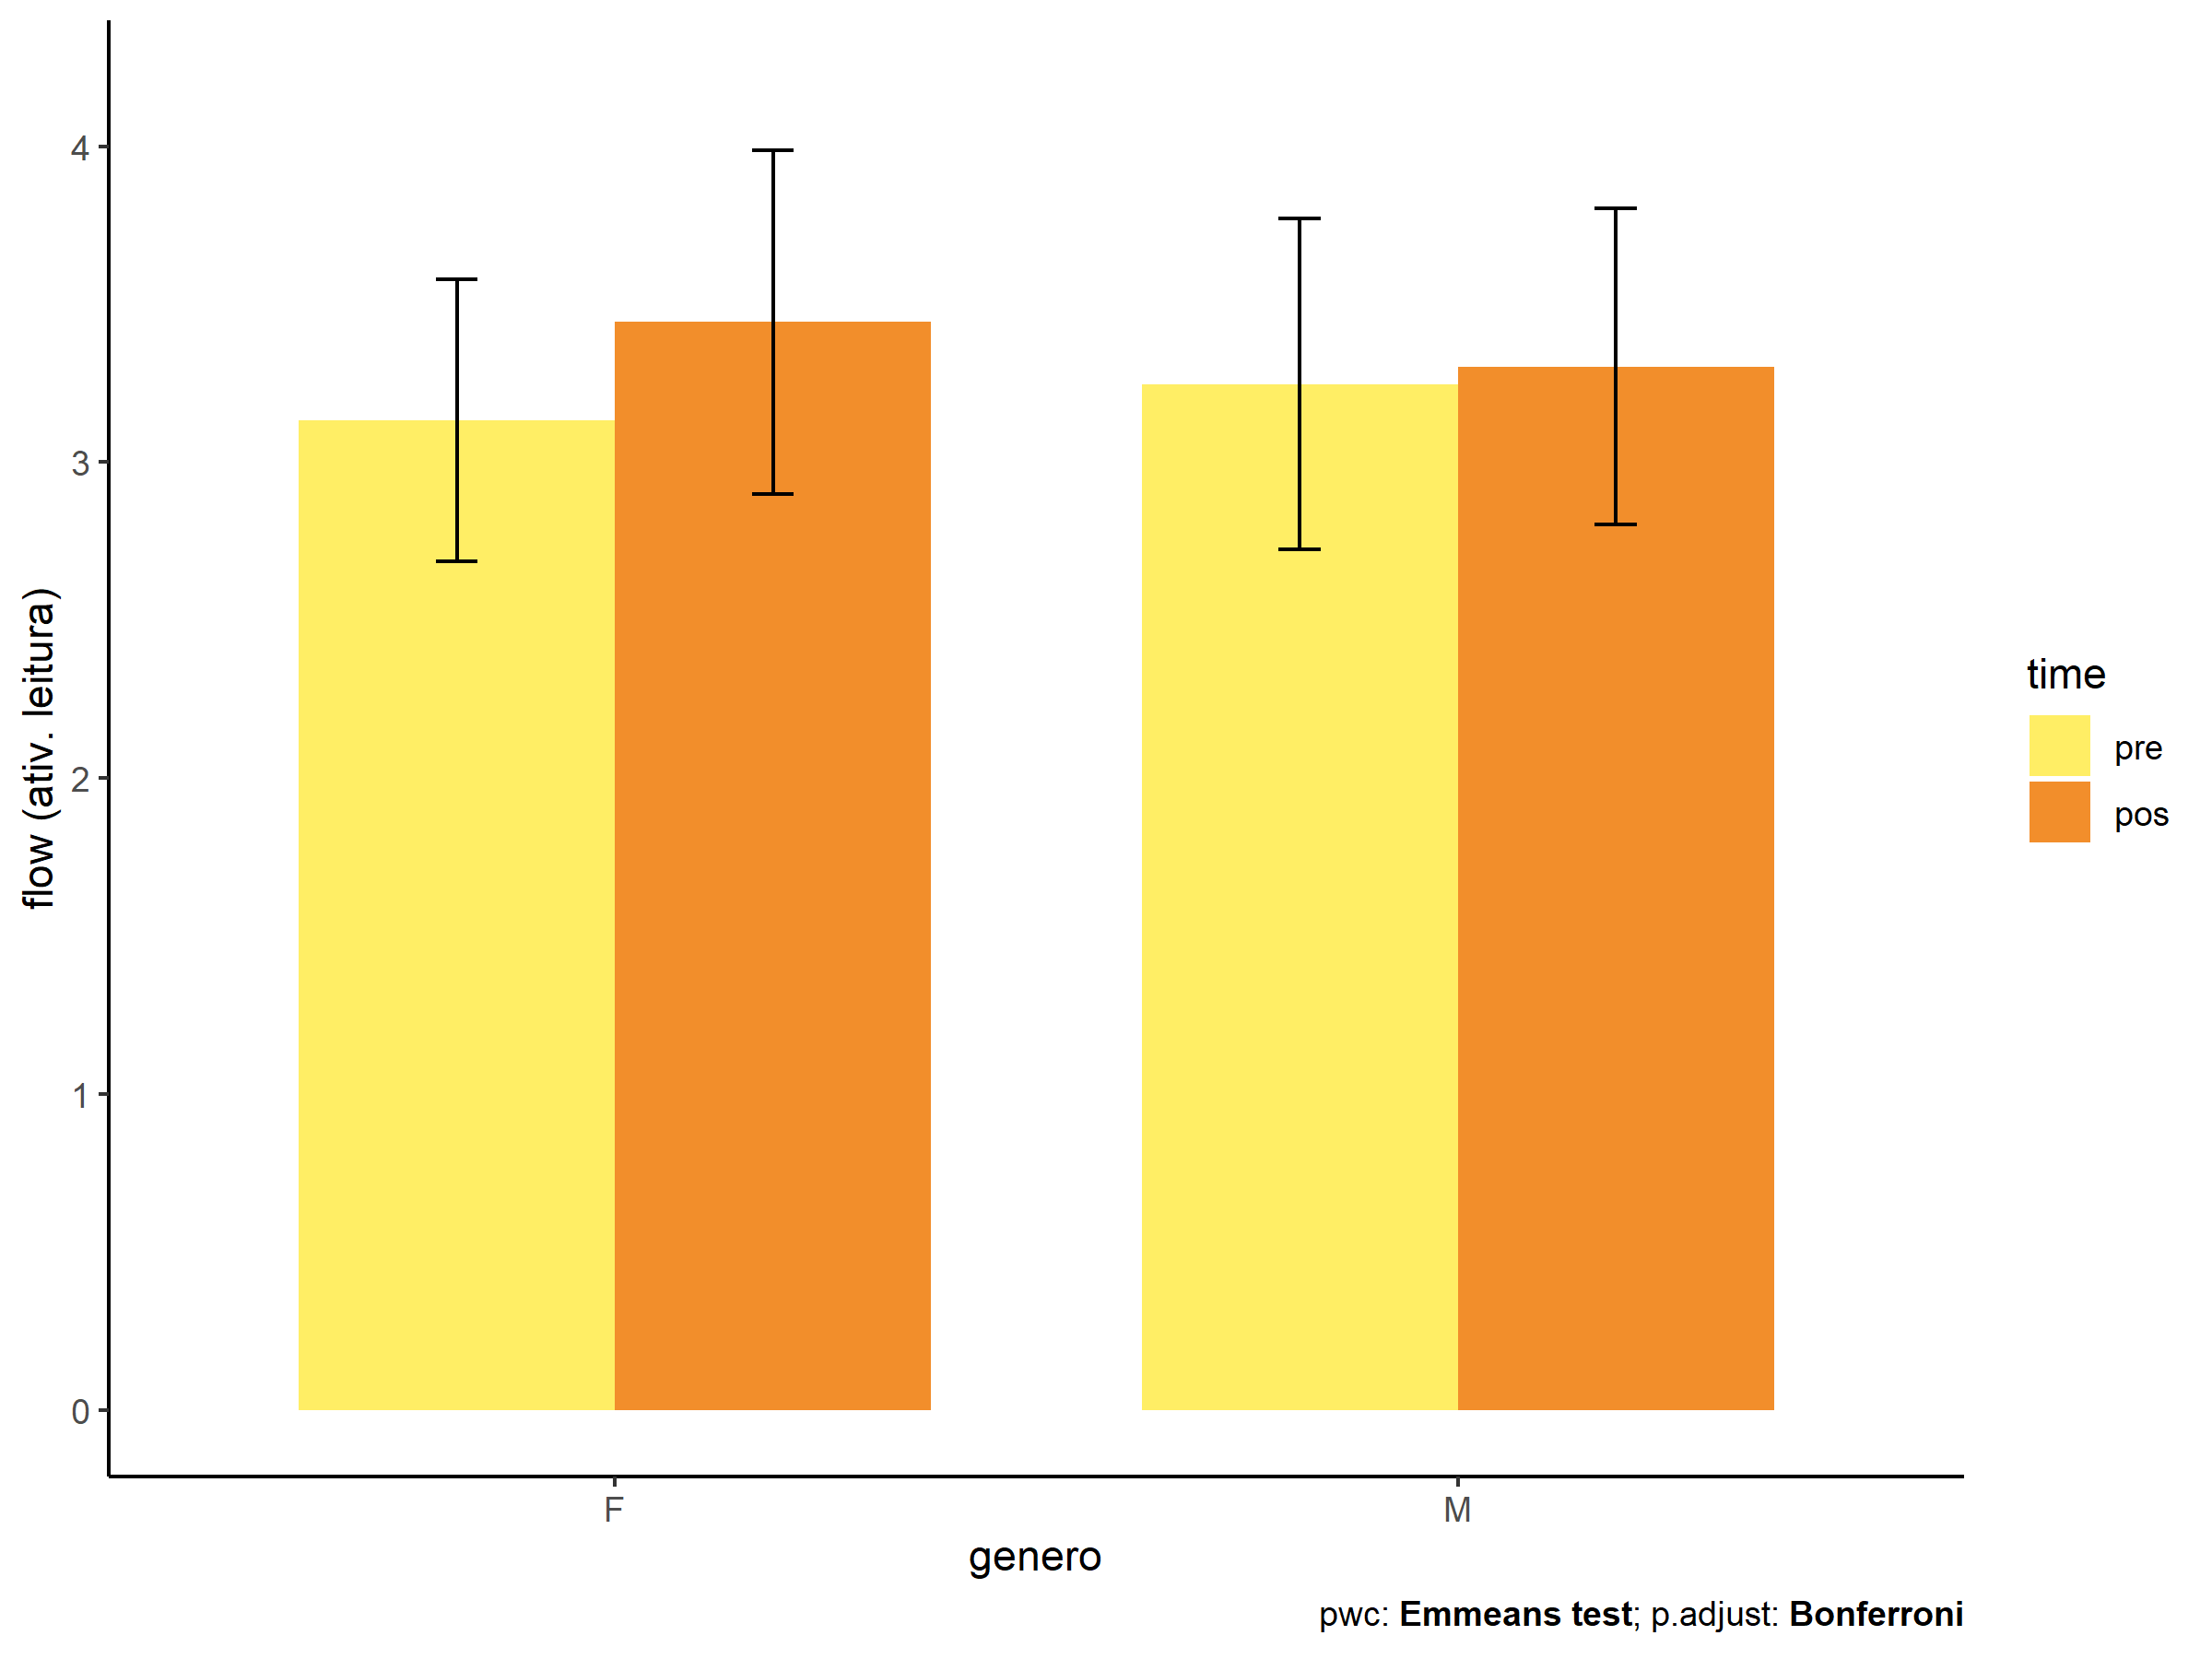 flow (ativ. leitura)
4
3
2
1
0
F
M
genero
time
pre
pos
pwc: Emmeans test; p.adjust: Bonferroni